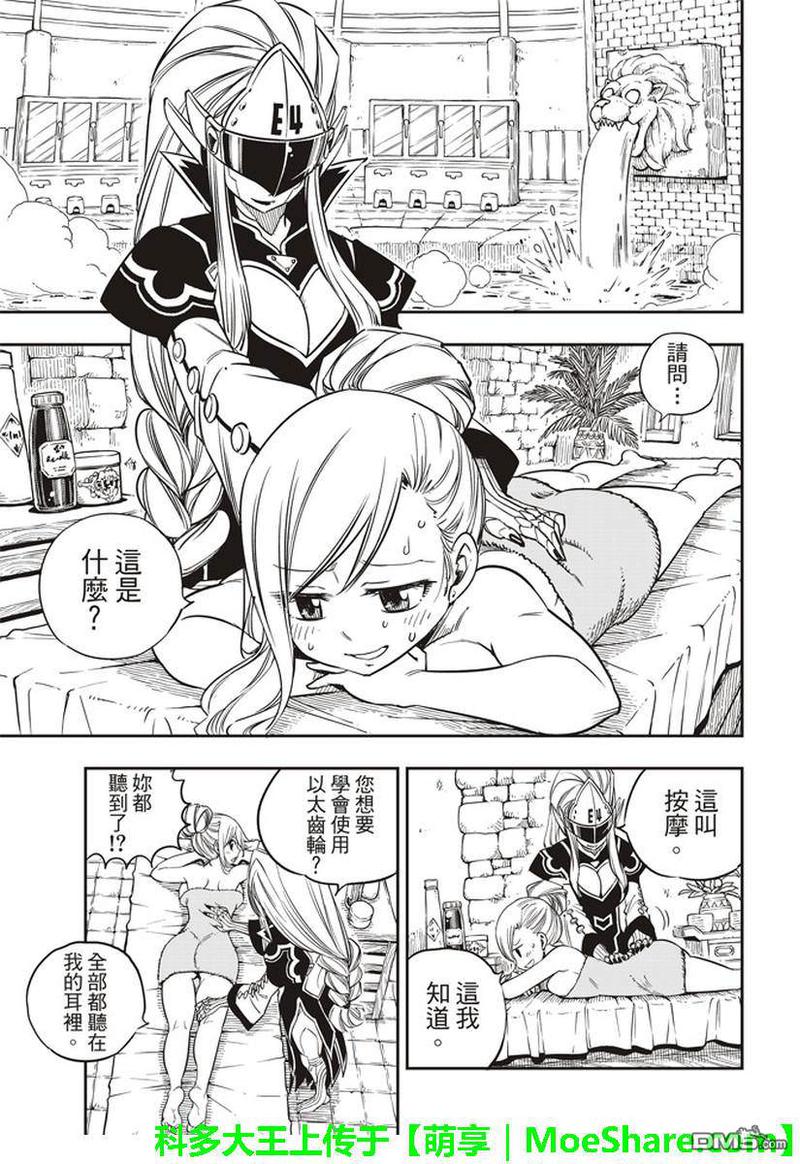 E4
請問…
這是
什麼?
這叫
按摩。
E4
這我
知道。
您想要
學會使用
以太齒輪?
妳都
聽到了!?
全部都聽在
我的耳裡。
科多大王上传于【萌享｜MoeShare